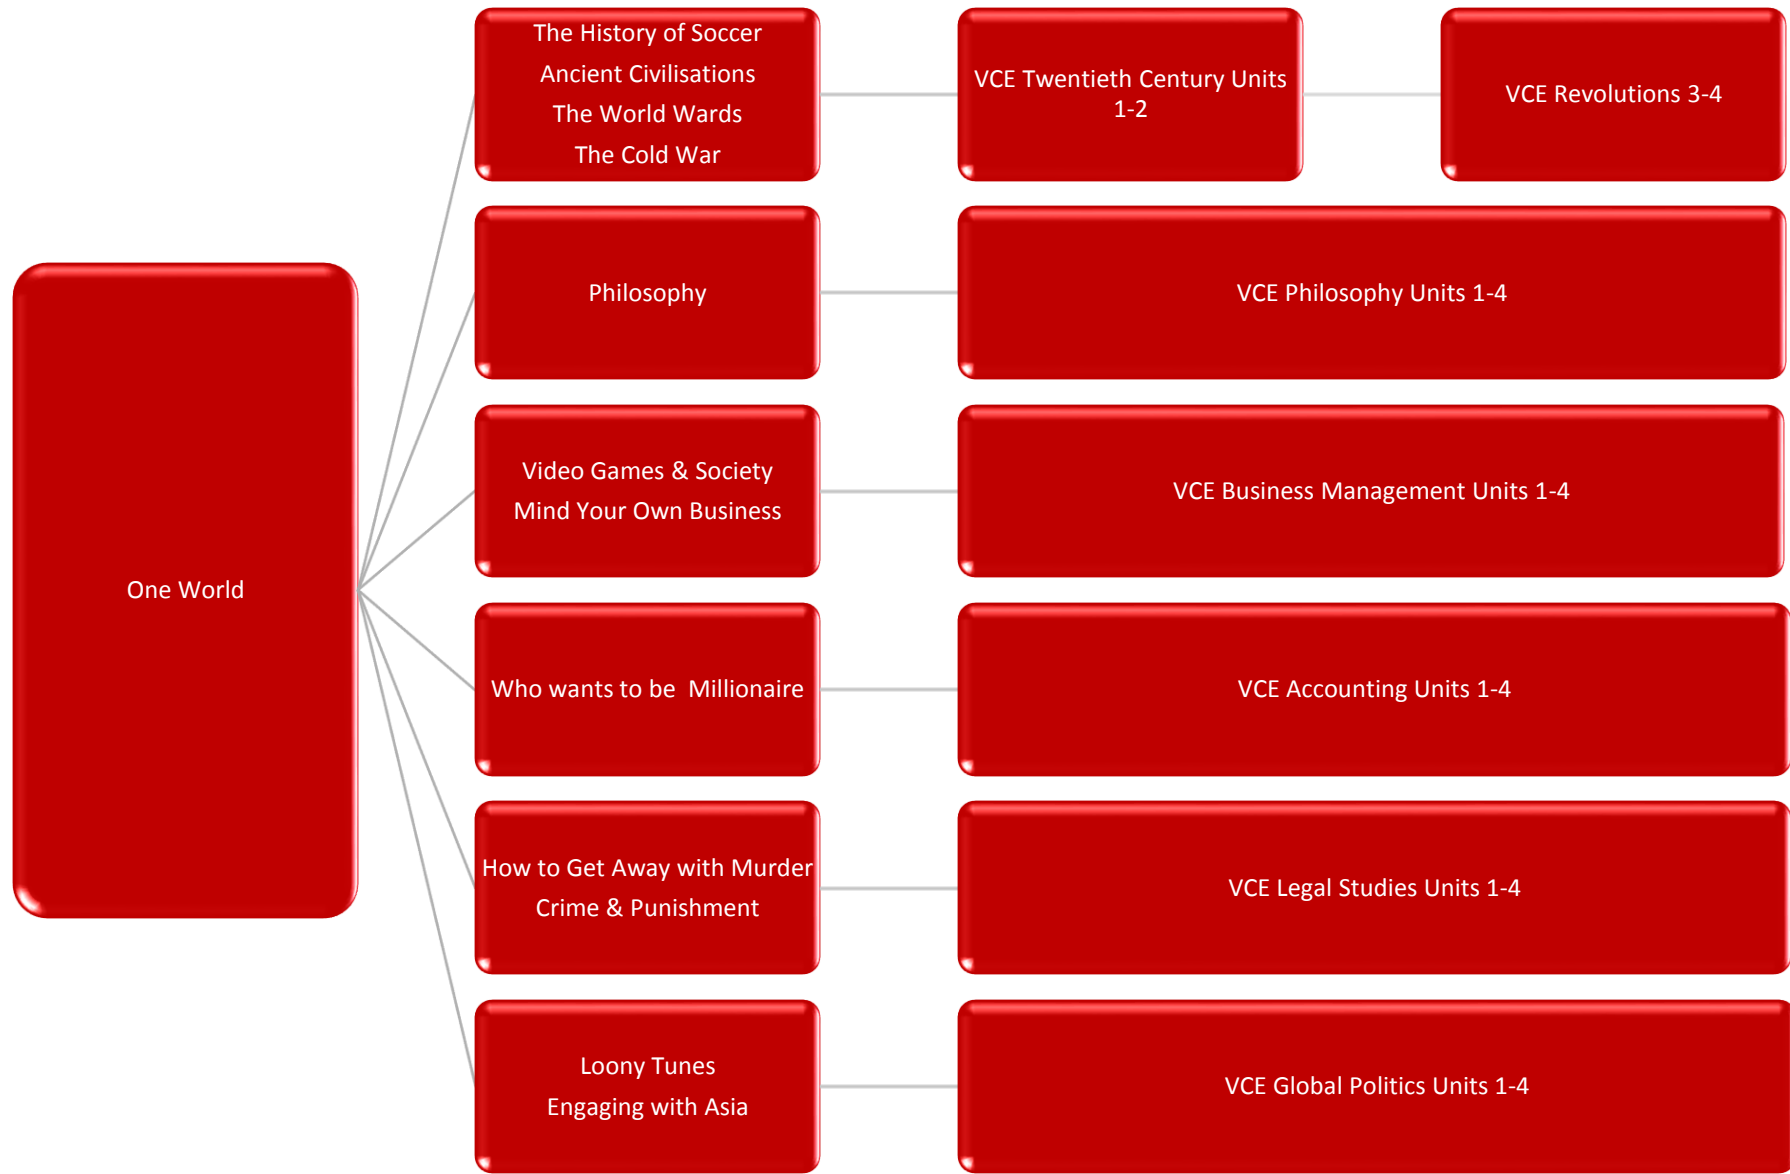 The History of Soccer
Ancient Civilisations
The World Wards
The Cold War
VCE Twentieth Century Units
1-2
VCE Revolutions 3-4
Philosophy
VCE Philosophy Units 1-4
Video Games & Society
Mind Your Own Business
VCE Business Management Units 1-4
One World
Who wants to be  Millionaire
VCE Accounting Units 1-4
How to Get Away with Murder
Crime & Punishment
VCE Legal Studies Units 1-4
Loony Tunes
Engaging with Asia
VCE Global Politics Units 1-4